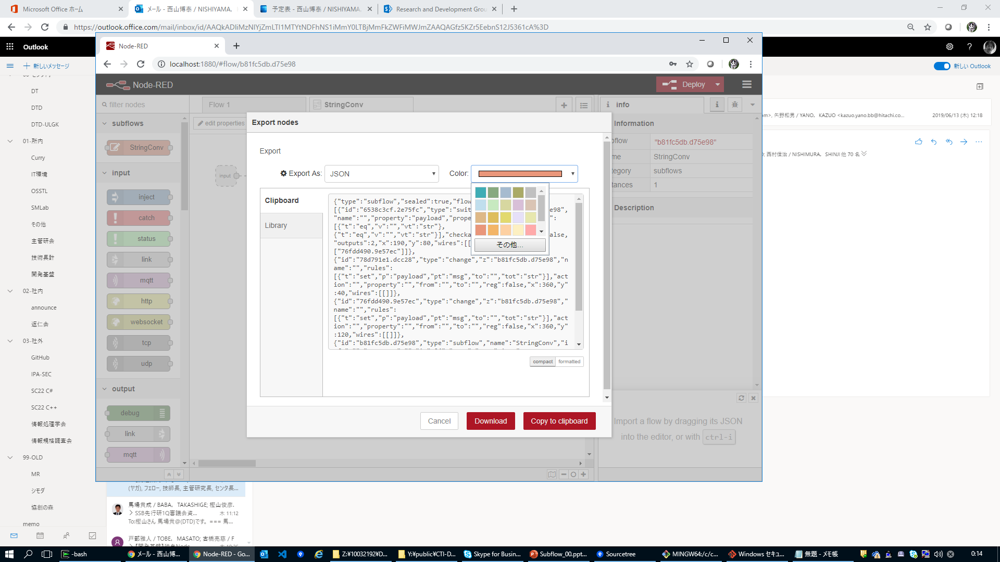 Microsoft Office ホーム
メール - 西山博泰 / NISHIYAMA,
予定表 - 西山博泰 / NISHIYAMA,
Research and Development Grou
https://outlook.office.com/mail/inbox/id/AAQkADliMzNlYjZmLTI1MTYtNDFhNS1iMmY0LTBjMmFkZWFiMWJmZAAQAGfz5KZr5EebnS12J5361cA%3D
Outlook
新しいメッセージ
新しい Outlook
DT
DTD
DTD-ULGK
01-所内
Curry
IT環境
OSSTL
SMLab
その他
主管研会
技術長計
開発基盤
02-社内
announce
返仁会
03-社外
GitHub
IPA-SEC
SC22 C#
SC22 C++
情報処理学会
情報規格調査会
99-OLD
MR
シモダ
協創の森
memo
Node-RED
localhost:1880/#flow/b81fc5db.d75e98
Node-RED
Deploy
filter nodes
Flow 1
StringConv
info
subflows
StringConv
input
inject
catch
status
link
mqtt
http
websocket
tcp
udp
output
debug
link
mqtt
edit properties
input
Export nodes
Export
Export As:
JSON
Color:
その他...
Clipboard
Library
{"type":"subflow","sealed":true,"flow
[{"id":"6538c3cf.2e75fc","type":"swit
e98",
"name":"","property":"payload","prope
":
[{"t":"eq","v":"","vt":"str"},
{"t":"eq","v":"","vt":"str"}],"checka
alse,
"outputs":2,"x":190,"y":80,"wires":[[
["76fdd490.9e57ec"]]},
{"id":"78d791e1.dcc28","type":"change","z":"b81fc5db.d75e98","n
ame":"","rules":
[{"t":"set","p":"payload","pt":"msg","to":"","tot":"str"}],"act
ion":"","property":"","from":"","to":"","reg":false,"x":360,"y"
:40,"wires":[[]]},
{"id":"76fdd490.9e57ec","type":"change","z":"b81fc5db.d75e98","
name":"","rules":
[{"t":"set","p":"payload","pt":"msg","to":"","tot":"str"}],"act
ion":"","property":"","from":"","to":"","reg":false,"x":360,"y"
:120,"wires":[[]]},
{"id":"b81fc5db.d75e98","type":"subflow","name":"StringConv","i
compact
formatted
Cancel
Download
Copy to clipboard
Information
bflow
"b81fc5db.d75e98"
me
StringConv
tegory
subflows
tances
1
Description
Import a flow by dragging its JSON
into the editor, or with ctrl-i
om>, 矢野和男 / YANO, KAZUO <kazuo.yano.bb@hitachi.co...
2019/06/13 (木) 12:18
O; 西村信治 / NISHIMURA, SHINJI 他 70 名
(ヤガ), フェロー, 技師長, 主管研究長, センタ長...
馬場貴成 / BABA, TAKASHIGE; 樫山俊彦.
SSB先行研1Q審議会資...
木 11:12
To:樫山さん 馬場貴@(DTD)です。 === 馬...
戸部雅人 / TOBE, MASATO; 古橋亮慈 / F
-bash
メール - 西山博...
Node-RED - Go...
Z:¥10032192¥D...
Y:¥public¥CTI-D...
Skype for Busin...
Subflow_00.ppt...
Sourcetree
MINGW64:/c/c...
Windows セキュ...
無題 - メモ帳
0:14